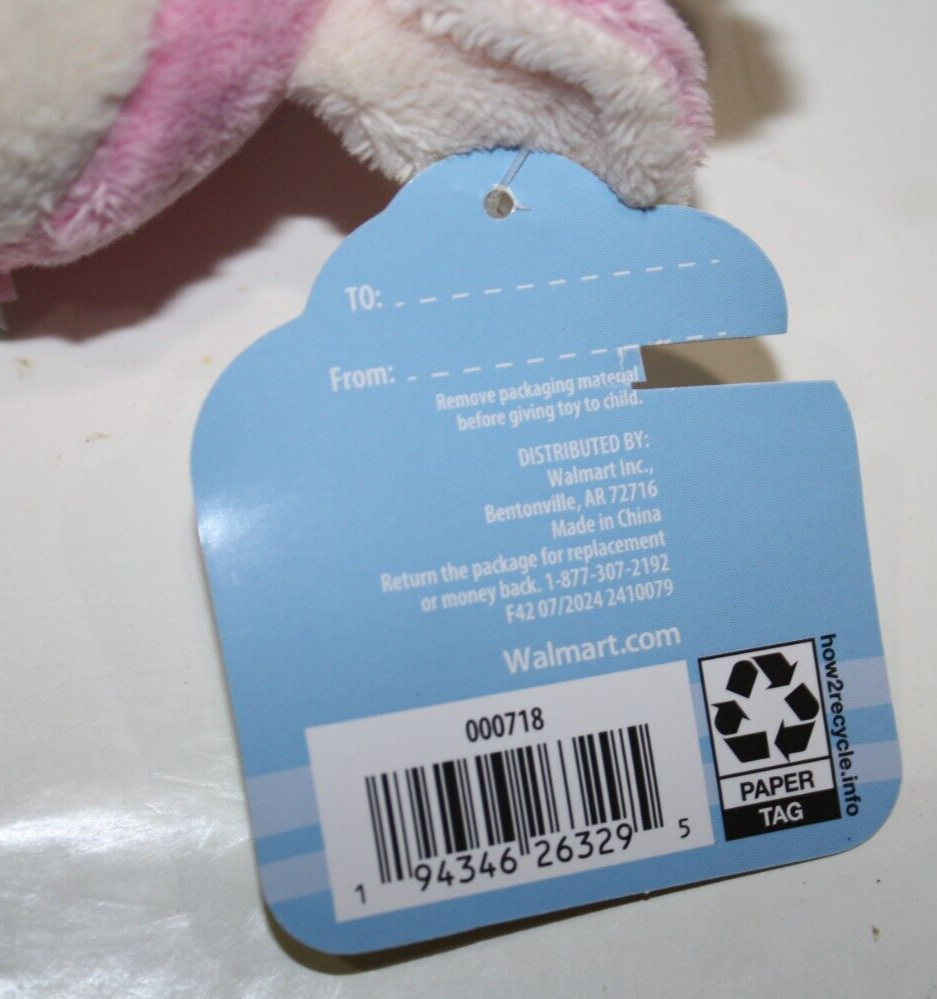 TO:
From:
Remove packaging material
before giving toy to child.
DISTRIBUTED BY:
Walmart Inc.,
Bentonville, AR 72716
Made in China
Return the package for replacement
or money back. 1-877-307-2192
F42 07/2024 2410079
Walmart.com
000718
1 94346 26329 5
PAPER
TAG
how2recycle.info